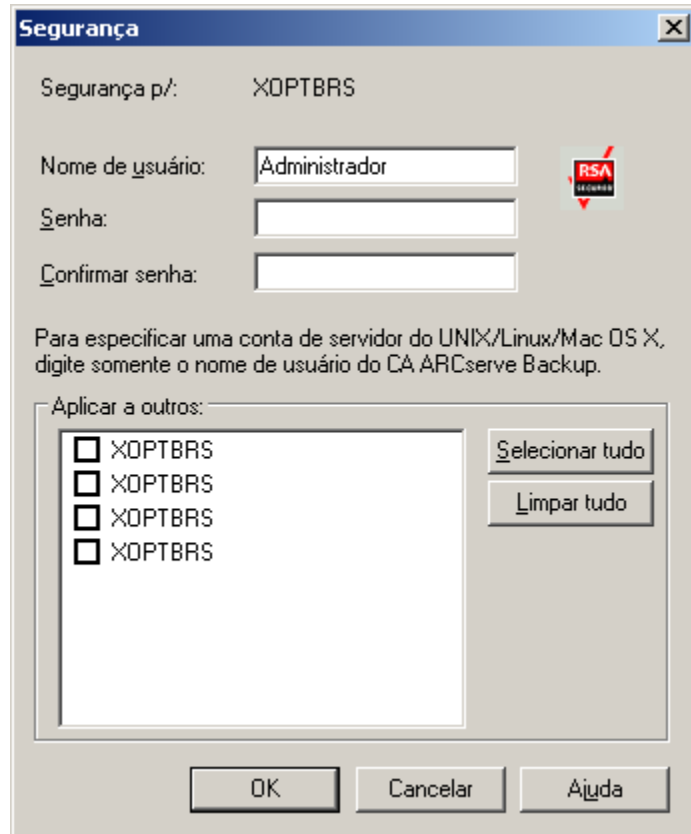 Segurança
Segurança p/: XOPTBRS
Nome de usuário: Administrador
RSA
SECURED
Senha:
Confirmar senha:
Para especificar uma conta de servidor do UNIX/Linux/Mac OS X,
digite somente o nome de usuário do CA ARCserve Backup.
Aplicar a outros:
XOPTBRS
XOPTBRS
XOPTBRS
XOPTBRS
Selecionar tudo
Limpar tudo
OK
Cancelar
Ajuda